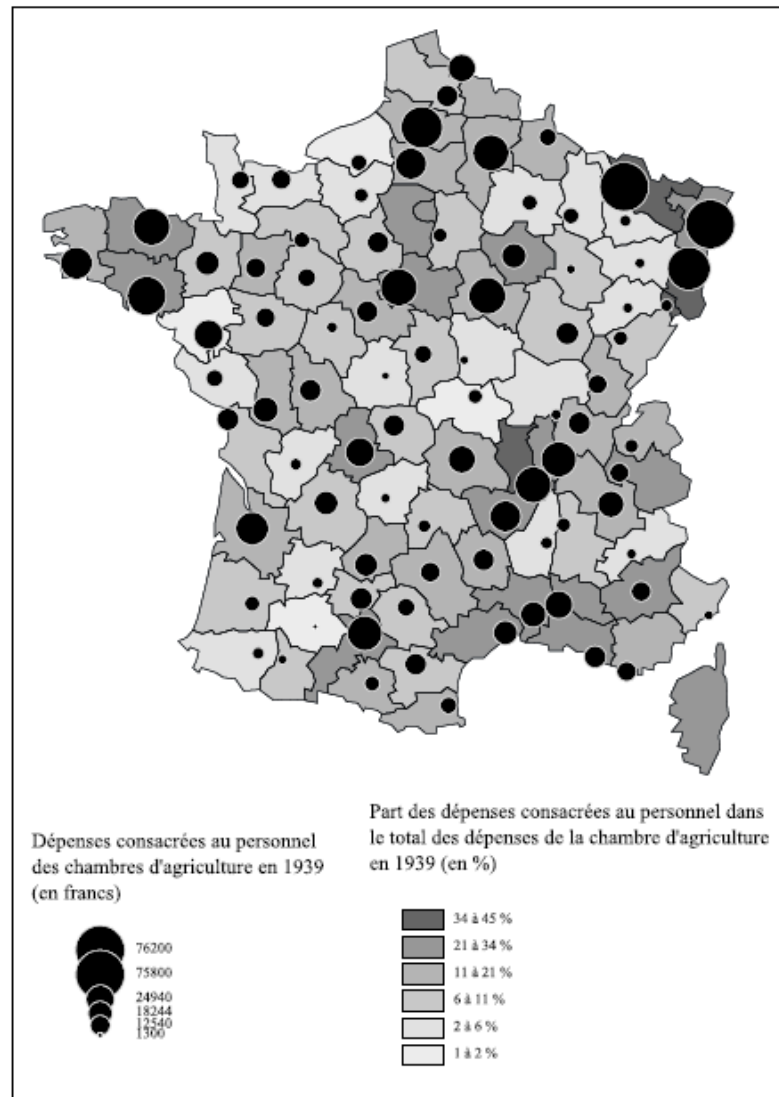 Dépenses consacrées au personnel
des chambres d'agriculture en 1939
(en francs)
76200
75800
24940
18244
12540
1300
Part des dépenses consacrées au personnel dans
le total des dépenses de la chambre d'agriculture
en 1939 (en %)
34 à 45 %
21 à 34 %
11 à 21 %
6 à 11 %
2 à 6 %
1 à 2 %